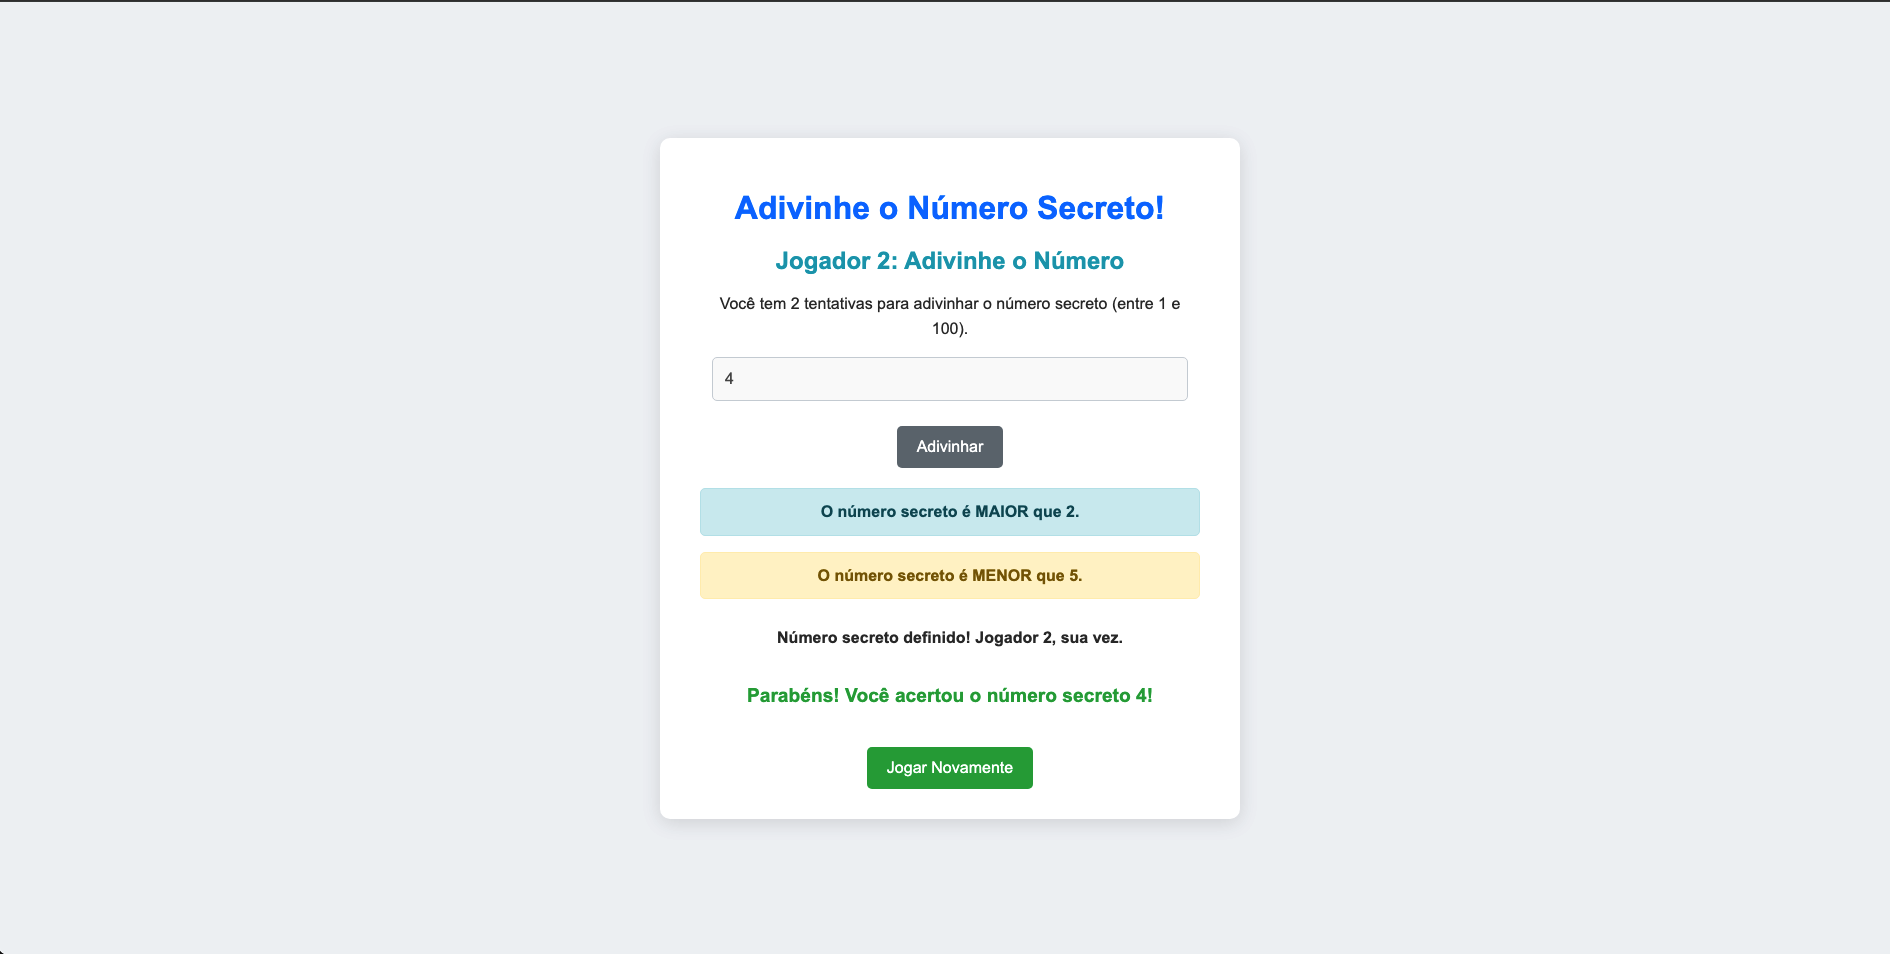 Adivinhe o Número Secreto!
Jogador 2: Adivinhe o Número
Você tem 2 tentativas para adivinhar o número secreto (entre 1 e
100).
4
Adivinhar
O número secreto é MAIOR que 2.
O número secreto é MENOR que 5.
Número secreto definido! Jogador 2, sua vez.
Parabéns! Você acertou o número secreto 4!
Jogar Novamente